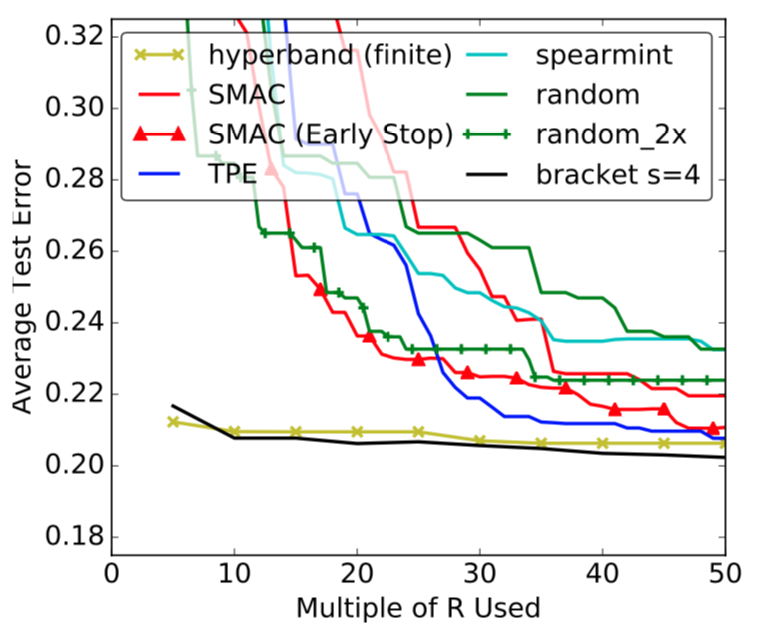 0.32
0.30
0.28
0.26
0.24
0.22
0.20
0.18
Average Test Error
hyperband (finite)
SMAC
SMAC (Early Stop)
TPE
spearmint
random
random_2x
bracket s=4
0 10 20 30 40 50
Multiple of R Used